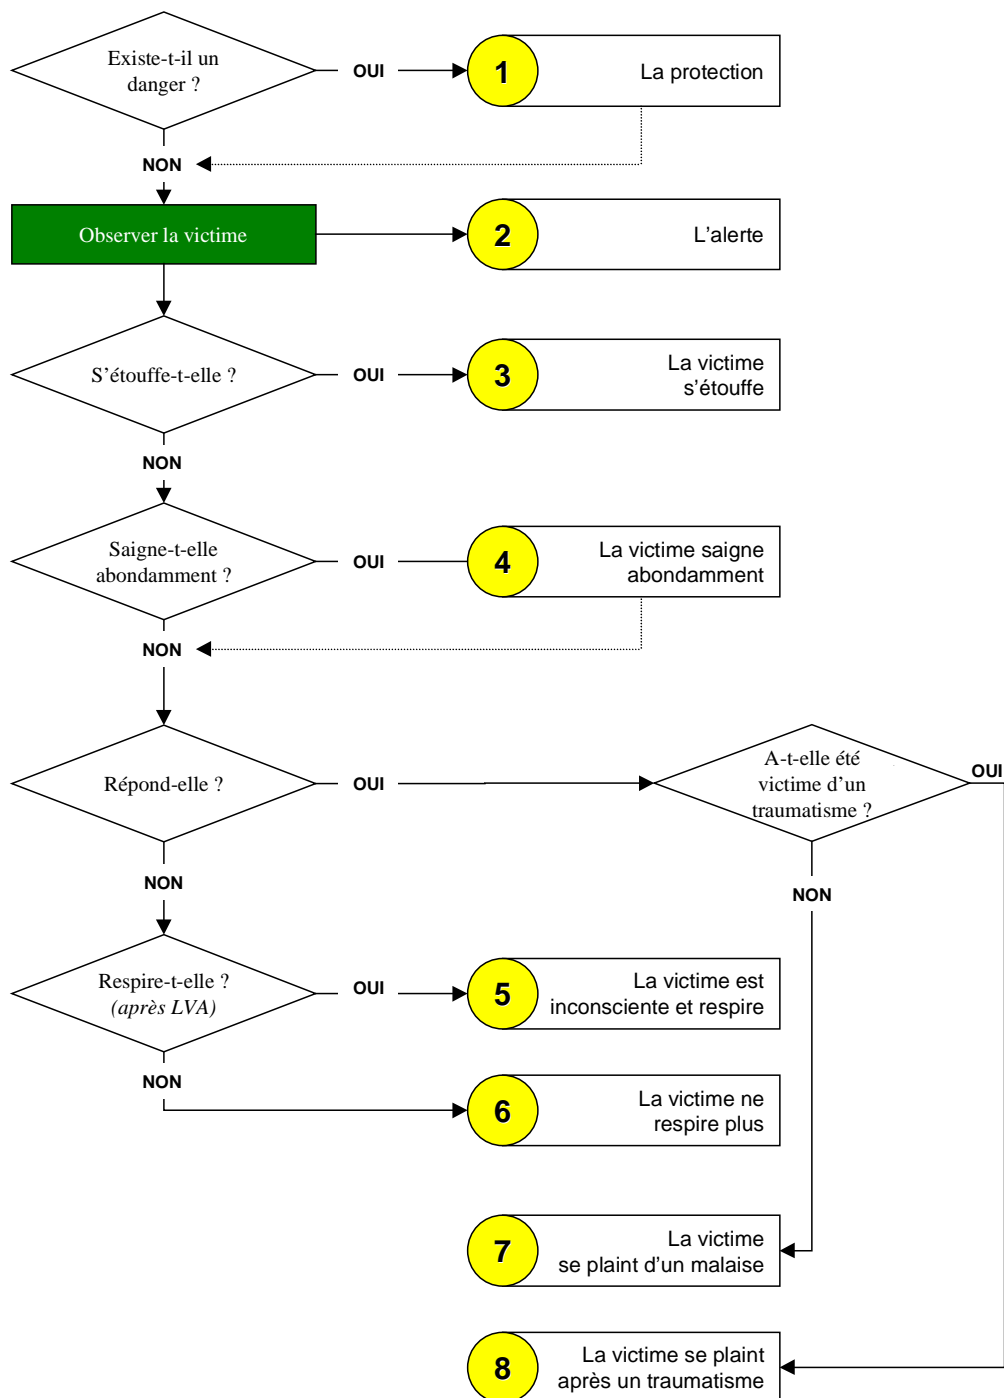 Existe-t-il un
danger ?
OUI
1
La protection
NON
Observer la victime
2
L’alerte
S’étouffe-t-elle ?
OUI
3
La victime
s’étouffe
NON
Saigne-t-elle
abondamment ?
OUI
4
La victime saigne
abondamment
NON
Répond-elle ?
OUI
A-t-elle été
victime d’un
traumatisme ?
OUI
NON
NON
Respire-t-elle ?
(après LVA)
OUI
5
La victime est
inconsciente et respire
NON
6
La victime ne
respire plus
7
La victime
se plaint d’un malaise
8
La victime se plaint
après un traumatisme